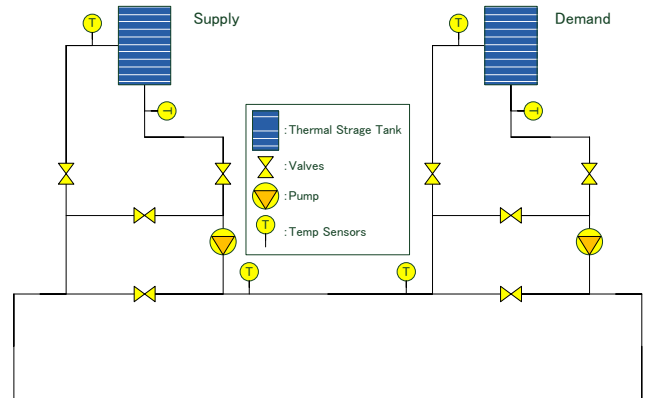 T
Supply
T
Demand
T
T
:Thermal Strage Tank
:Valves
:Pump
T
:Temp Sensors
T
T